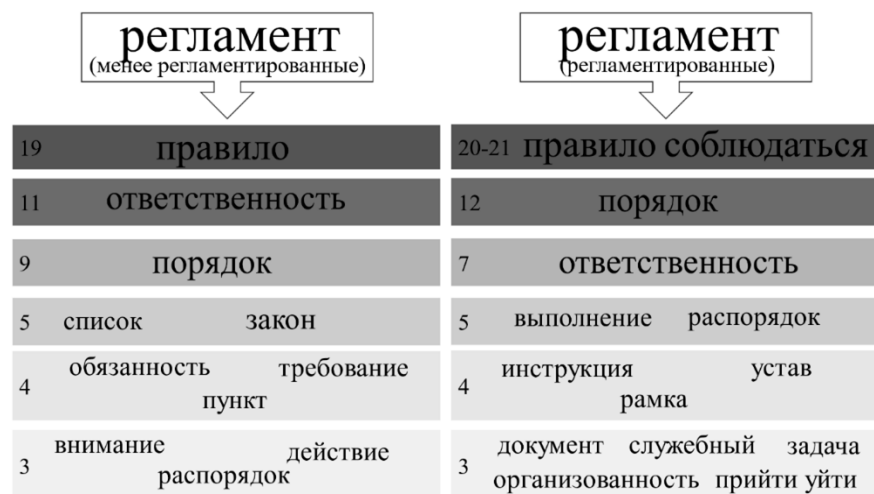 регламент
(менее регламентированные)
19 правило
11 ответственность
9 порядок
5 список закон
4 обязанность требование
пункт
3 внимание действие
распорядок
регламент
(регламентированные)
20-21 правило соблюдаться
12 порядок
7 ответственность
5 выполнение распорядок
4 инструкция устав
рамка
3 документ служебный задача
организованность прийти уйти